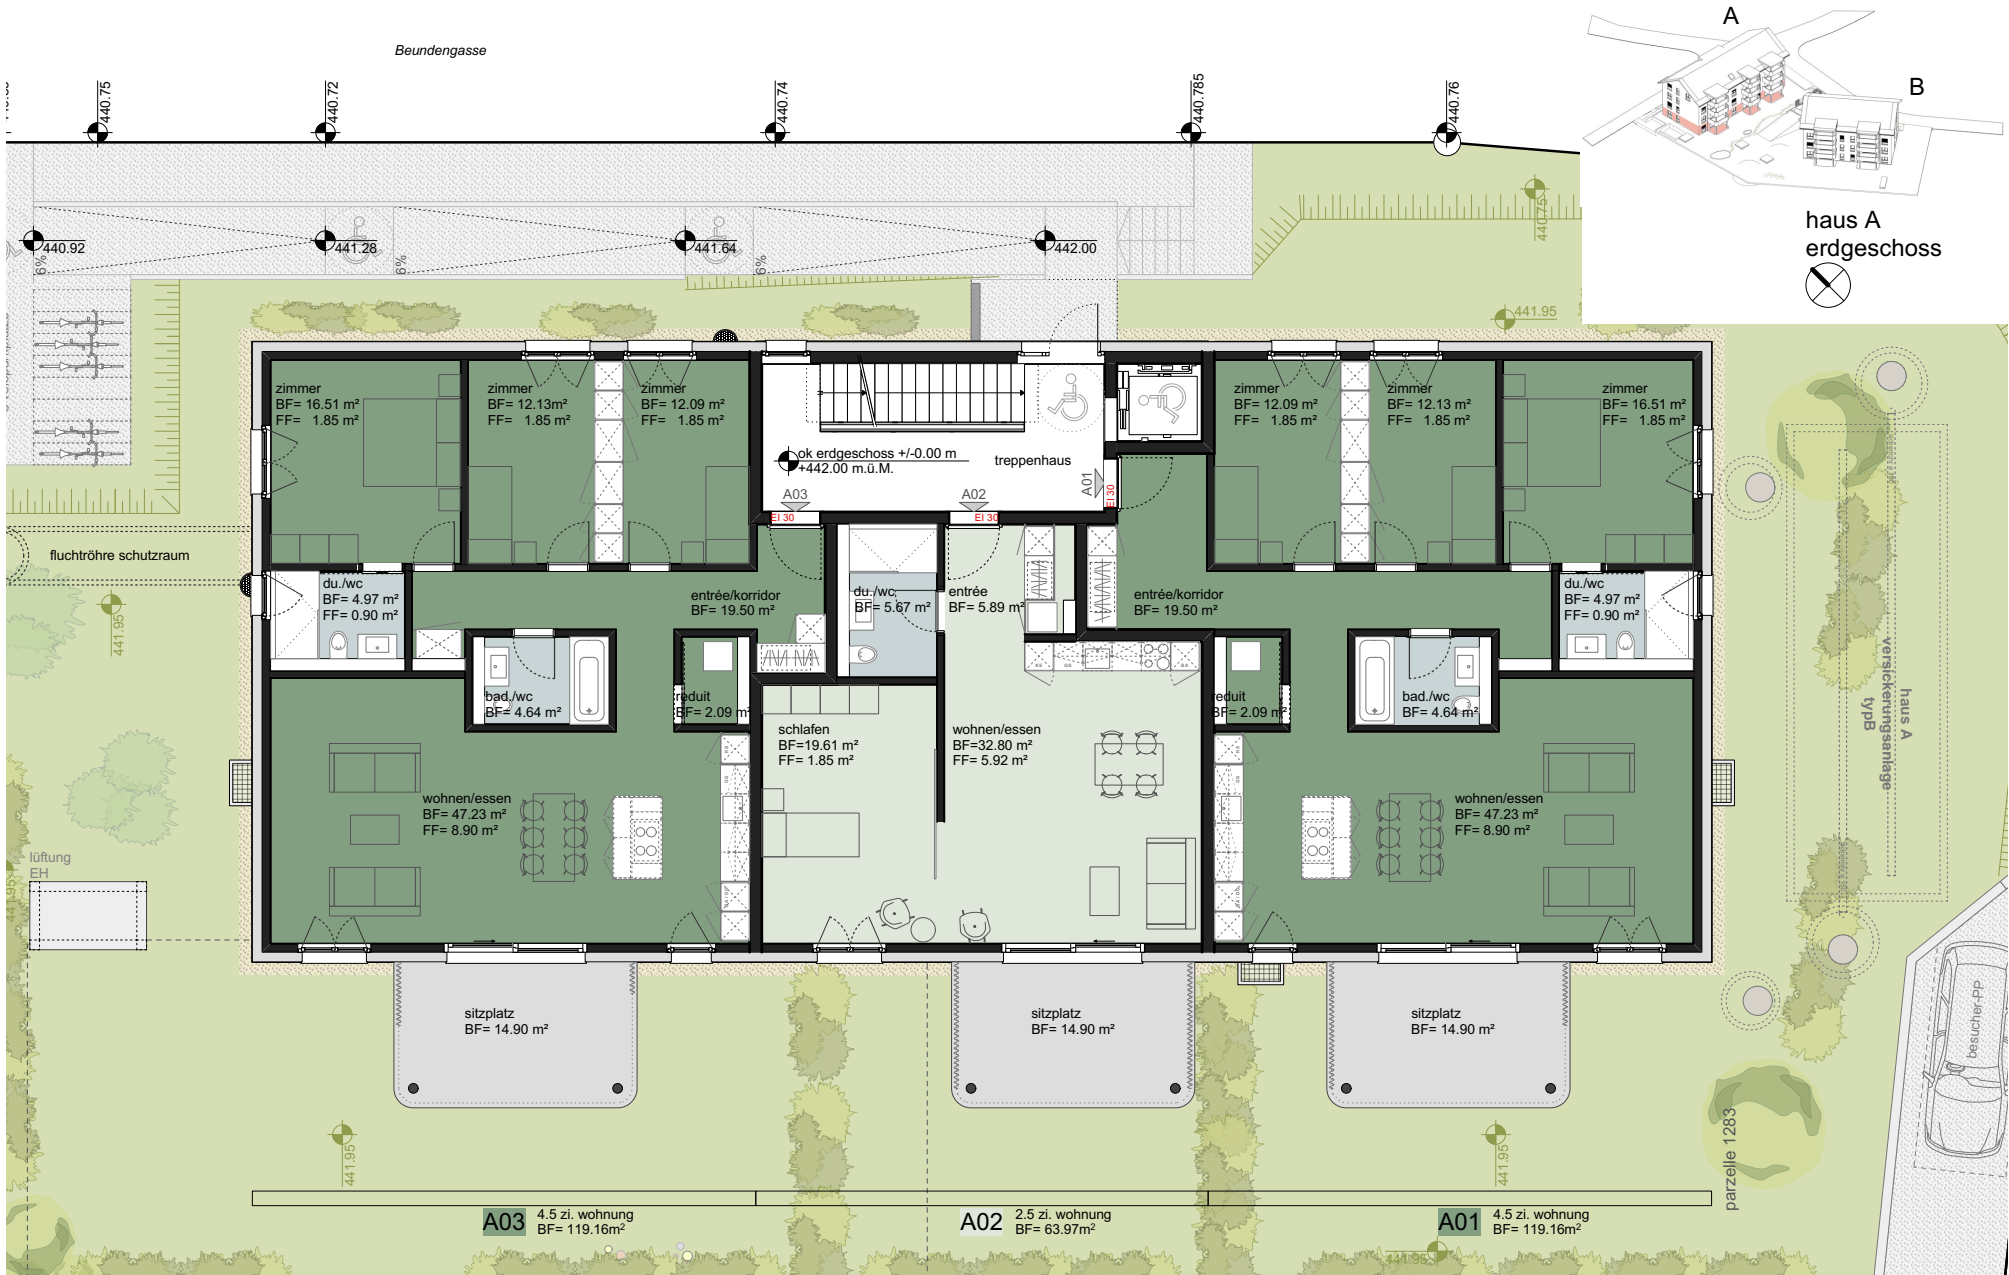 Beundengasse
A
B
haus A
erdgeschoss
440.75
440.72
440.74
440.785
440.76
440.92
441.28
441.64
442.00
6%
6%
6%
440.75
441.95
zimmer
BF= 16.51 m²
FF= 1.85 m²
zimmer
BF= 12.13m²
FF= 1.85 m²
zimmer
BF= 12.09 m²
FF= 1.85 m²
zimmer
BF= 12.09 m²
FF= 1.85 m²
zimmer
BF= 12.13 m²
FF= 1.85 m²
zimmer
BF= 16.51 m²
FF= 1.85 m²
ok erdgeschoss +/-0.00 m
+442.00 m.ü.M.
treppenhaus
A03
A02
A01
EI 30
EI 30
EI 30
fluchtröhre schutzraum
441.95
du./wc
BF= 4.97 m²
FF= 0.90 m²
entrée/korridor
BF= 19.50 m²
du./wc
BF= 5.67 m²
entrée
BF= 5.89 m²
entrée/korridor
BF= 19.50 m²
du./wc
BF= 4.97 m²
FF= 0.90 m²
bad./wc
BF= 4.64 m²
reduit
BF= 2.09 m²
reduit
BF= 2.09 m²
bad./wc
BF= 4.64 m²
schlafen
BF=19.61 m²
FF= 1.85 m²
wohnen/essen
BF=32.80 m²
FF= 5.92 m²
wohnen/essen
BF= 47.23 m²
FF= 8.90 m²
wohnen/essen
BF= 47.23 m²
FF= 8.90 m²
haus A
versickerungsanlage
typB
lüftung
EH
441.95
sitzplatz
BF= 14.90 m²
sitzplatz
BF= 14.90 m²
sitzplatz
BF= 14.90 m²
besucher-PP
parzelle 1283
441.95
441.95
A03
4.5 zi. wohnung
BF= 119.16m²
A02
2.5 zi. wohnung
BF= 63.97m²
A01
4.5 zi. wohnung
BF= 119.16m²
441.95